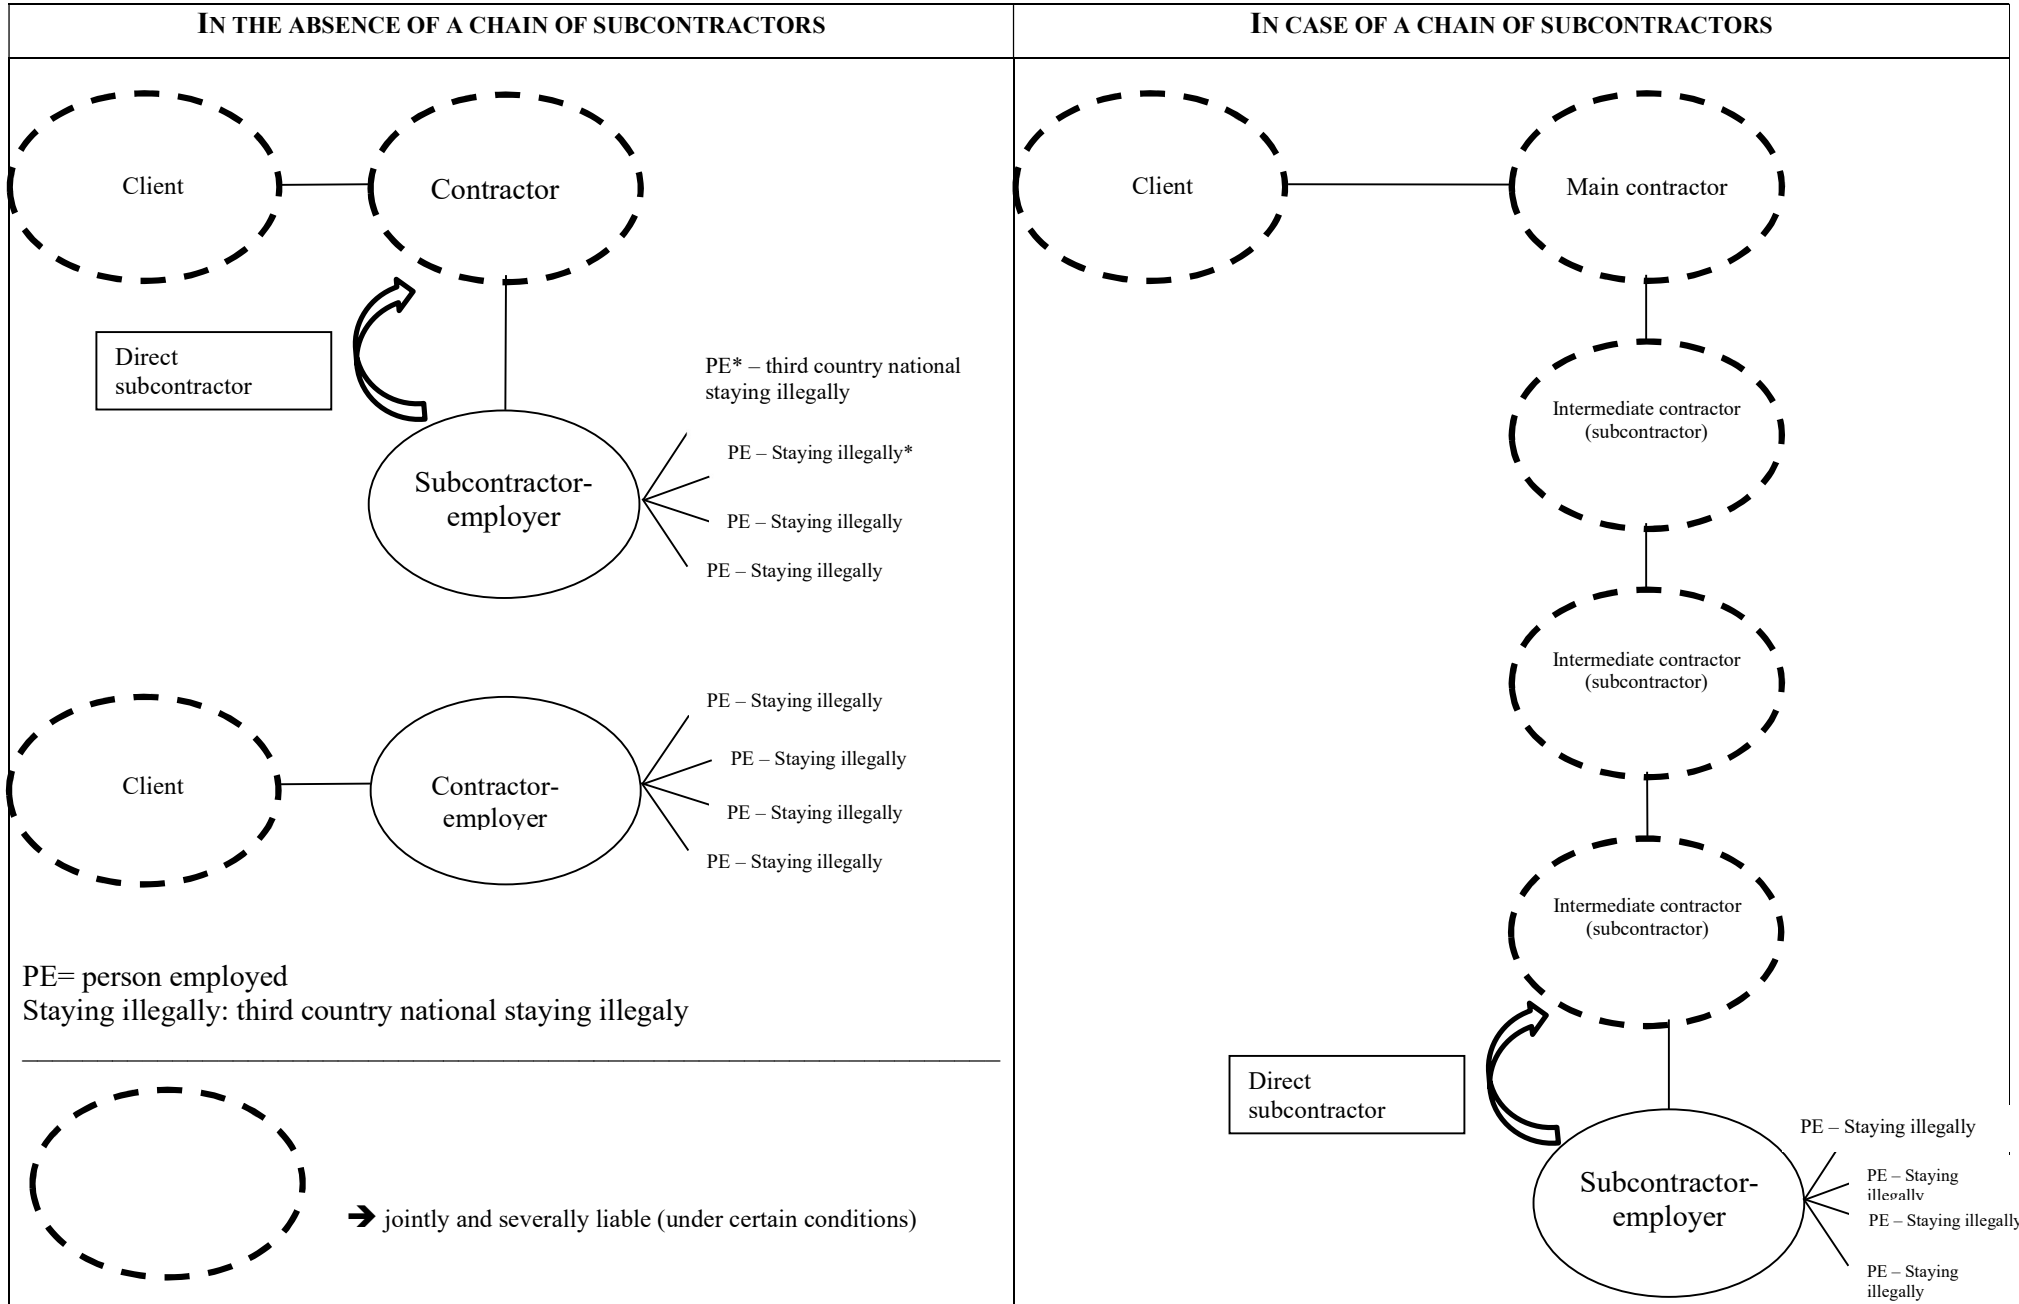 IN THE ABSENCE OF A CHAIN OF SUBCONTRACTORS
Client
Contractor
Direct
subcontractor
PE* – third country national
staying illegally
PE – Staying illegally*
Subcontractor-
employer
PE – Staying illegally
PE – Staying illegally
Client
Contractor-
employer
PE – Staying illegally
PE – Staying illegally
PE – Staying illegally
PE – Staying illegally
PE= person employed
Staying illegally: third country national staying illegaly
➔ jointly and severally liable (under certain conditions)
IN CASE OF A CHAIN OF SUBCONTRACTORS
Client
Main contractor
Intermediate contractor
(subcontractor)
Intermediate contractor
(subcontractor)
Intermediate contractor
(subcontractor)
Direct
subcontractor
Subcontractor-
employer
PE – Staying illegally
PE – Staying
illegally
PE – Staying illegally
PE – Staying
illegally